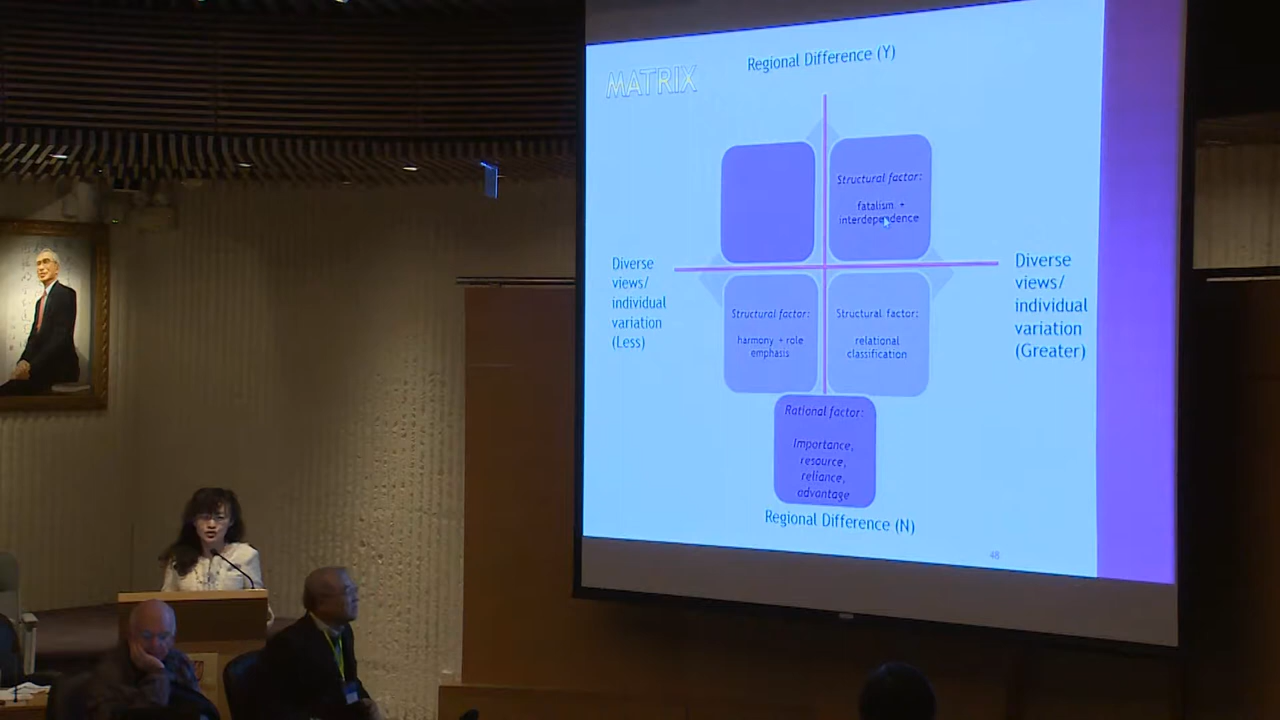 MATRIX
Regional Difference (Y)
Structural factor:
fatalism +
interdependence
Diverse
views/
individual
variation
(Less)
Diverse
views/
individual
variation
(Greater)
Structural factor:
harmony + role
emphasis
Structural factor:
relational
classification
Rational factor:
Importance,
resource,
reliance,
advantage
Regional Difference (N)
48